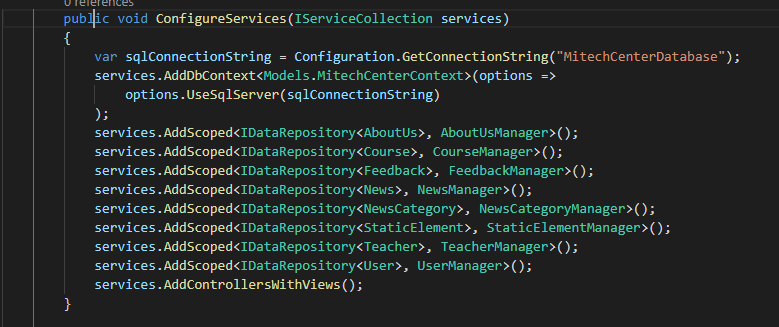 0 references
public void ConfigureServices(IServiceCollection services)
{
var sqlConnectionString = Configuration.GetConnectionString("MitechCenterDatabase");
services.AddDbContext<Models.MitechCenterContext>(options =>
options.UseSqlServer(sqlConnectionString)
);
services.AddScoped<IDataRepository<AboutUs>, AboutUsManager>();
services.AddScoped<IDataRepository<Course>, CourseManager>();
services.AddScoped<IDataRepository<Feedback>, FeedbackManager>();
services.AddScoped<IDataRepository<News>, NewsManager>();
services.AddScoped<IDataRepository<NewsCategory>, NewsCategoryManager>();
services.AddScoped<IDataRepository<StaticElement>, StaticElementManager>();
services.AddScoped<IDataRepository<Teacher>, TeacherManager>();
services.AddScoped<IDataRepository<User>, UserManager>();
services.AddControllersWithViews();
}